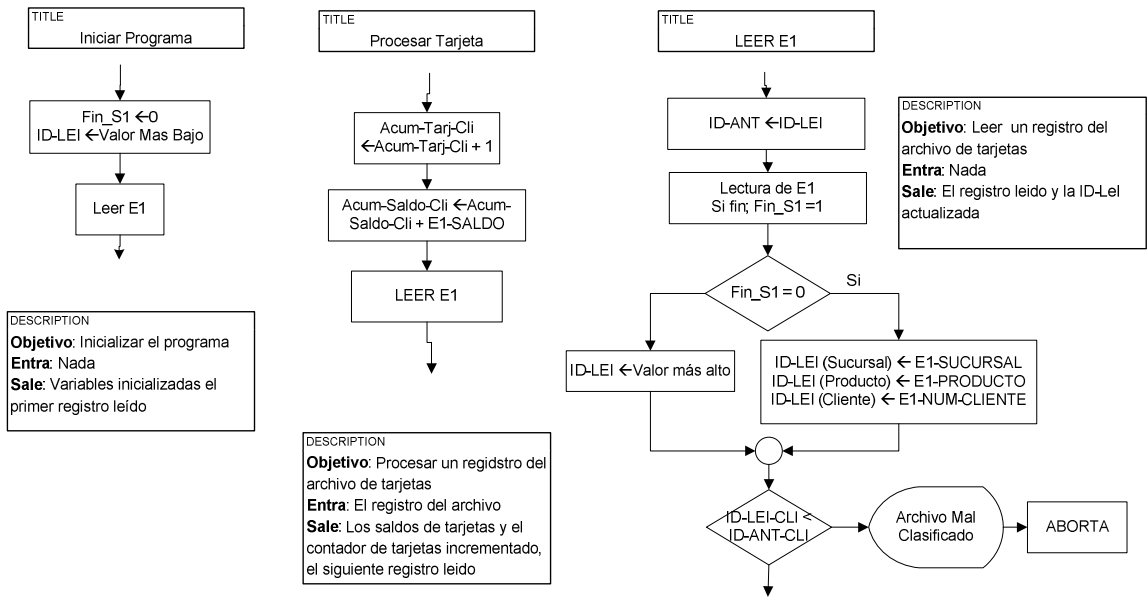 TITLE
Iniciar Programa
Fin_S1 ←0
ID-LEI ←Valor Mas Bajo
Leer E1
DESCRIPTION
Objetivo: Inicializar el programa
Entra: Nada
Sale: Variables inicializadas el
primer registro leído
TITLE
Procesar Tarjeta
Acum-Tarj-Cli
←Acum-Tarj-Cli + 1
Acum-Saldo-Cli ←Acum-
Saldo-Cli + E1-SALDO
LEER E1
DESCRIPTION
Objetivo: Procesar un regidstro del
archivo de tarjetas
Entra: El registro del archivo
Sale: Los saldos de tarjetas y el
contador de tarjetas incrementado,
el siguiente registro leido
TITLE
LEER E1
ID-ANT ←ID-LEI
Lectura de E1
Si fin; Fin_S1 =1
Fin_S1 = 0
Si
ID-LEI ←Valor más alto
ID-LEI (Sucursal) ← E1-SUCURSAL
ID-LEI (Producto) ← E1-PRODUCTO
ID-LEI (Cliente) ← E1-NUM-CLIENTE
ID-LEI-CLI <
ID-ANT-CLI
Archivo Mal
Clasificado
ABORTA
DESCRIPTION
Objetivo: Leer un registro del
archivo de tarjetas
Entra: Nada
Sale: El registro leido y la ID-LeI
actualizada